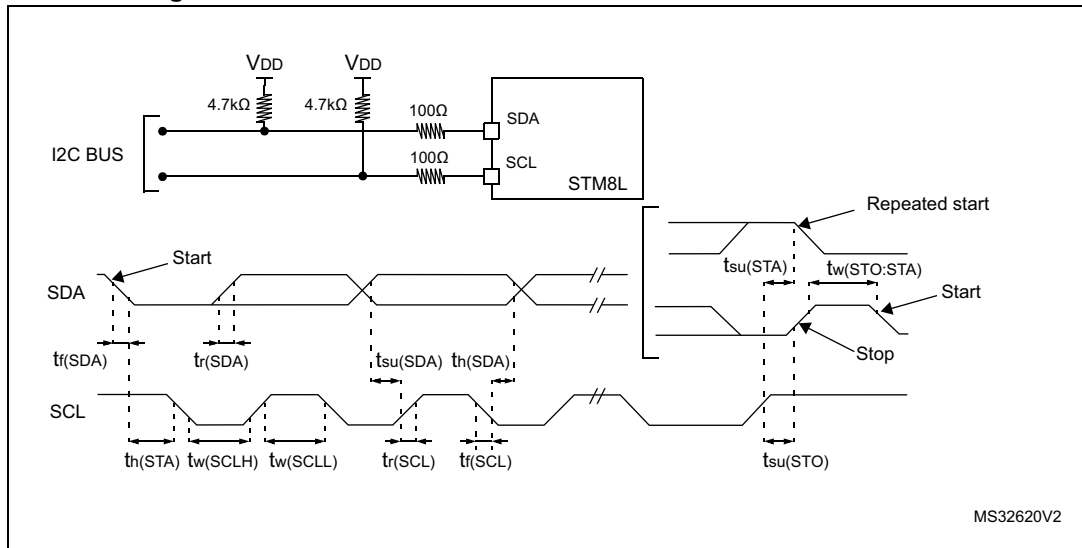 VDD VDD
4.7kΩ 4.7kΩ 100Ω
SDA
I2C BUS
100Ω
SCL
STM8L
Repeated start
Start
tsu(STA) tw(STO:STA)
SDA
Start
Stop
tf(SDA) tr(SDA) tsu(SDA) th(SDA)
SCL
th(STA) tw(SCLH) tw(SCLL) tr(SCL) tf(SCL) tsu(STO)
MS32620V2